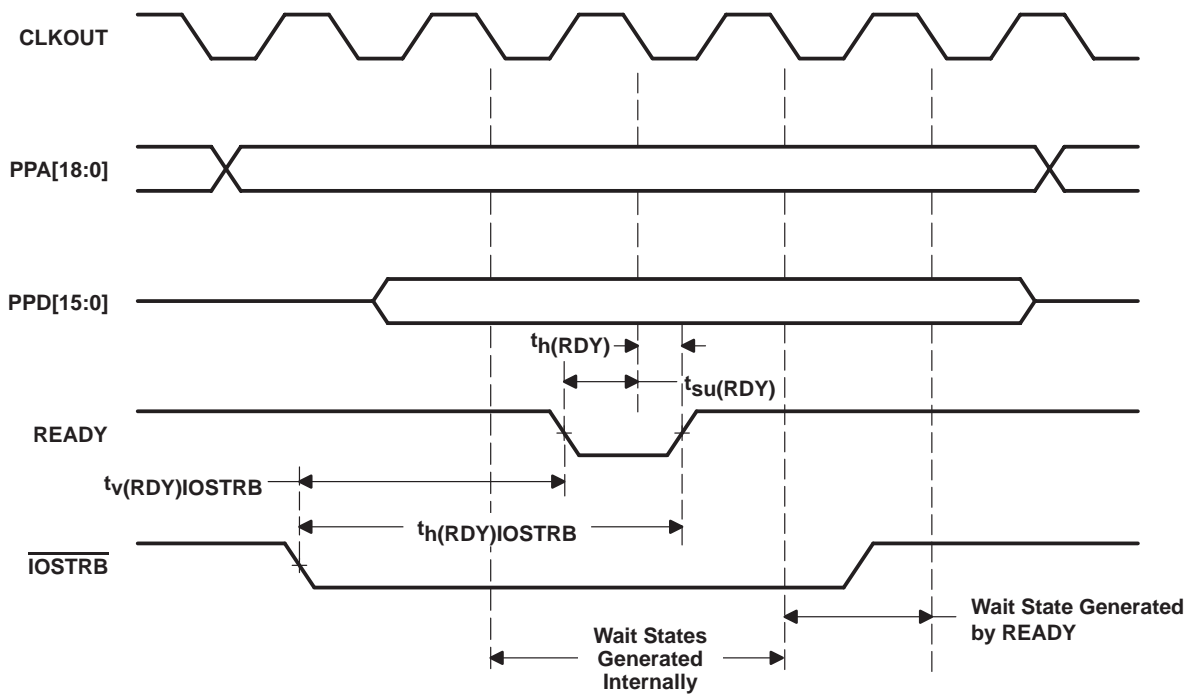 CLKOUT
PPA[18:0]
PPD[15:0]
th(RDY)
tsu(RDY)
READY
tv(RDY)IOSTRB
th(RDY)IOSTRB
IOSTRB
Wait State Generated
by READY
Wait States
Generated
Internally